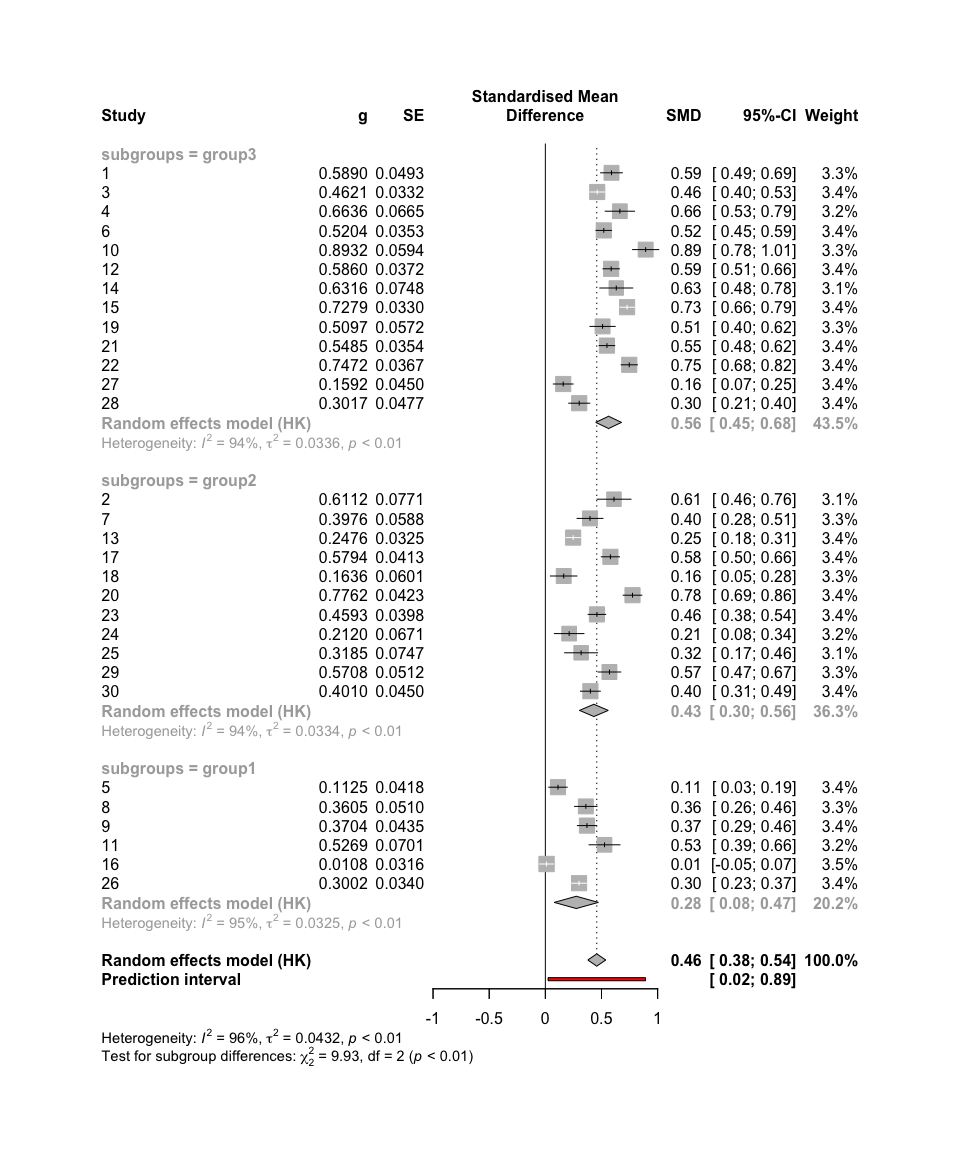 Standardised Mean
Study g SE Difference SMD 95%-CI Weight
subgroups = group3
1 0.5890 0.0493 0.59 [ 0.49; 0.69] 3.3%
3 0.4621 0.0332 0.46 [ 0.40; 0.53] 3.4%
4 0.6636 0.0665 0.66 [ 0.53; 0.79] 3.2%
6 0.5204 0.0353 0.52 [ 0.45; 0.59] 3.4%
10 0.8932 0.0594 0.89 [ 0.78; 1.01] 3.3%
12 0.5860 0.0372 0.59 [ 0.51; 0.66] 3.4%
14 0.6316 0.0748 0.63 [ 0.48; 0.78] 3.1%
15 0.7279 0.0330 0.73 [ 0.66; 0.79] 3.4%
19 0.5097 0.0572 0.51 [ 0.40; 0.62] 3.3%
21 0.5485 0.0354 0.55 [ 0.48; 0.62] 3.4%
22 0.7472 0.0367 0.75 [ 0.68; 0.82] 3.4%
27 0.1592 0.0450 0.16 [ 0.07; 0.25] 3.4%
28 0.3017 0.0477 0.30 [ 0.21; 0.40] 3.4%
Random effects model (HK) 0.56 [ 0.45; 0.68] 43.5%
Heterogeneity: I² = 94%, τ² = 0.0336, p < 0.01
subgroups = group2
2 0.6112 0.0771 0.61 [ 0.46; 0.76] 3.1%
7 0.3976 0.0588 0.40 [ 0.28; 0.51] 3.3%
13 0.2476 0.0325 0.25 [ 0.18; 0.31] 3.4%
17 0.5794 0.0413 0.58 [ 0.50; 0.66] 3.4%
18 0.1636 0.0601 0.16 [ 0.05; 0.28] 3.3%
20 0.7762 0.0423 0.78 [ 0.69; 0.86] 3.4%
23 0.4593 0.0398 0.46 [ 0.38; 0.54] 3.4%
24 0.2120 0.0671 0.21 [ 0.08; 0.34] 3.2%
25 0.3185 0.0747 0.32 [ 0.17; 0.46] 3.1%
29 0.5708 0.0512 0.57 [ 0.47; 0.67] 3.3%
30 0.4010 0.0450 0.40 [ 0.31; 0.49] 3.4%
Random effects model (HK) 0.43 [ 0.30; 0.56] 36.3%
Heterogeneity: I² = 94%, τ² = 0.0334, p < 0.01
subgroups = group1
5 0.1125 0.0418 0.11 [ 0.03; 0.19] 3.4%
8 0.3605 0.0510 0.36 [ 0.26; 0.46] 3.3%
9 0.3704 0.0435 0.37 [ 0.29; 0.46] 3.4%
11 0.5269 0.0701 0.53 [ 0.39; 0.66] 3.2%
16 0.0108 0.0316 0.01 [-0.05; 0.07] 3.5%
26 0.3002 0.0340 0.30 [ 0.23; 0.37] 3.4%
Random effects model (HK) 0.28 [ 0.08; 0.47] 20.2%
Heterogeneity: I² = 95%, τ² = 0.0325, p < 0.01
Random effects model (HK) 0.46 [ 0.38; 0.54] 100.0%
Prediction interval [ 0.02; 0.89]
-1 -0.5 0 0.5 1
Heterogeneity: I² = 96%, τ² = 0.0432, p < 0.01
Test for subgroup differences: χ²₂ = 9.93, df = 2 (p < 0.01)